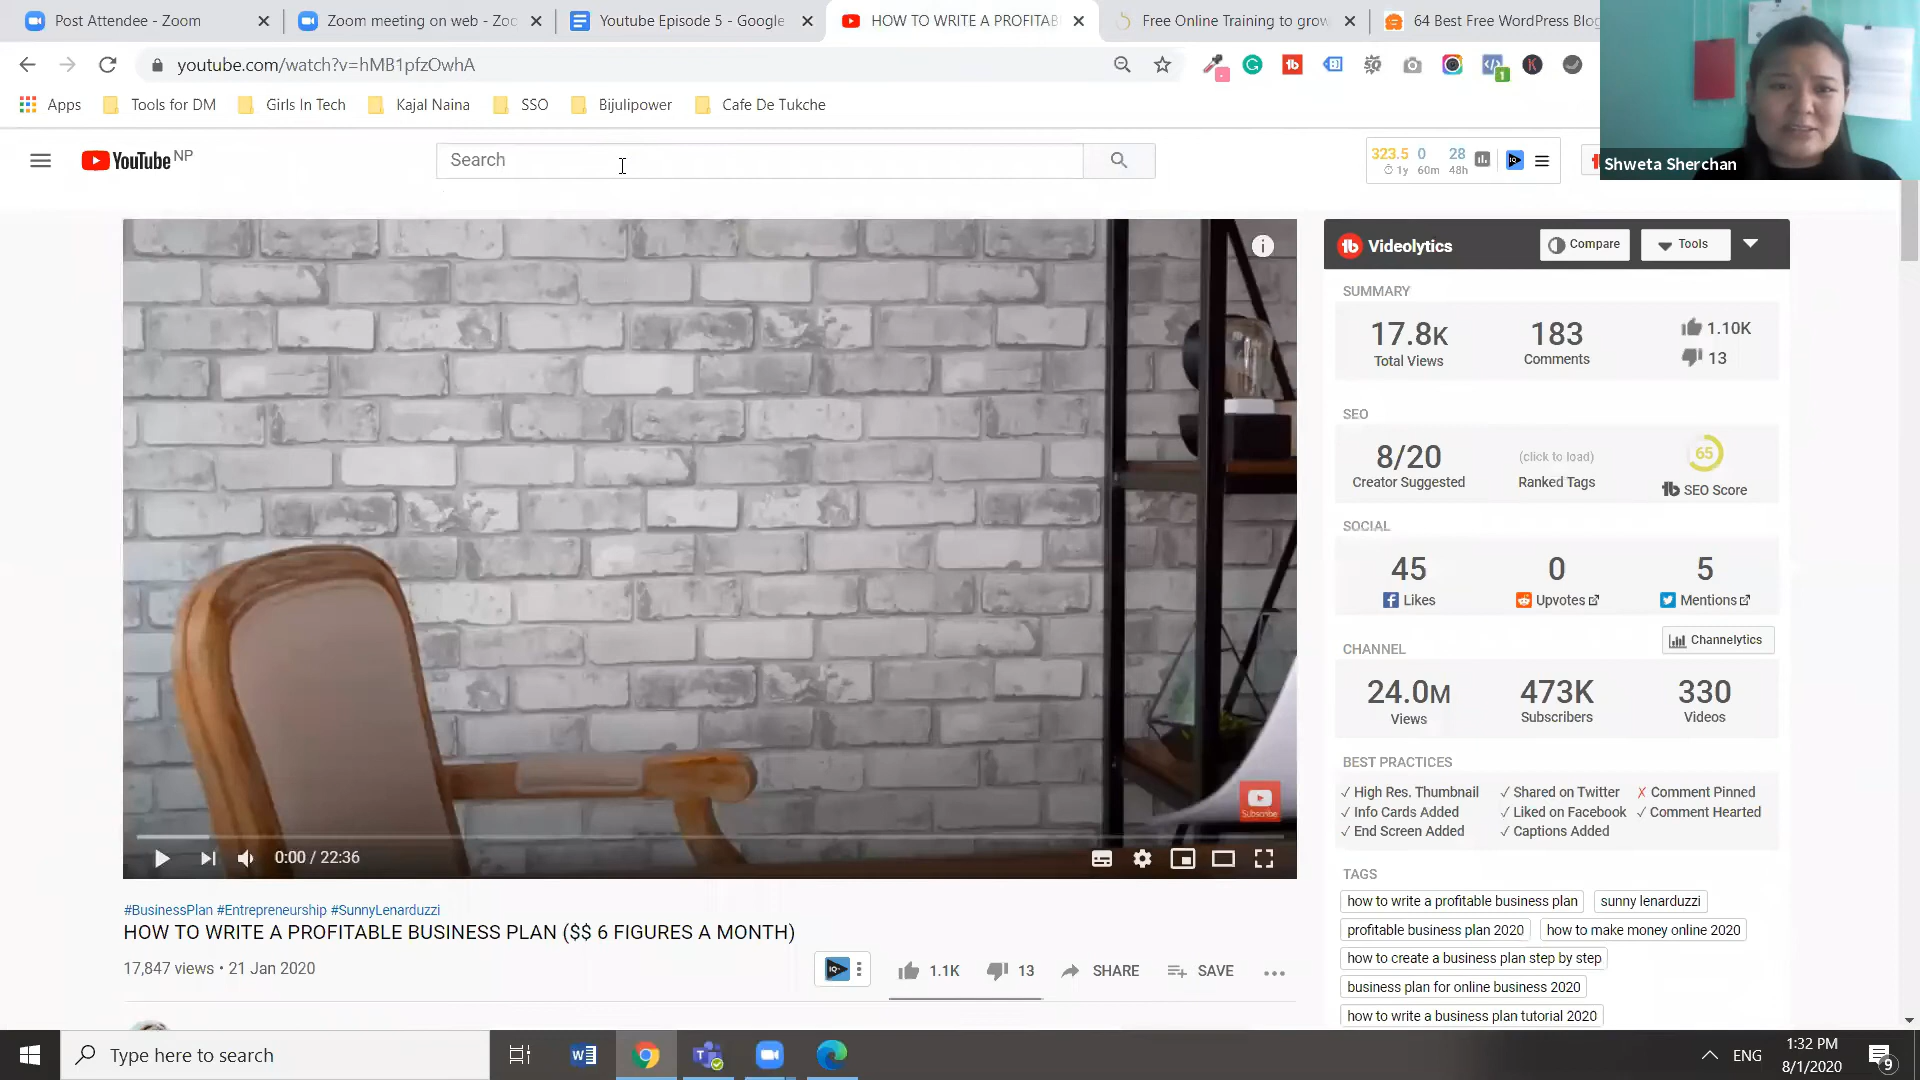 Post Attendee - Zoom
Zoom meeting on web - Zoo
Youtube Episode 5 - Google
HOW TO WRITE A PROFITAB
Free Online Training to grow
64 Best Free WordPress Blog
youtube.com/watch?v=hMB1pfzOwhA
Apps
Tools for DM
Girls In Tech
Kajal Naina
SSO
Bijulipower
Cafe De Tukche
YouTube NP
Search
323.5 0 28
1y 60m 48h
Shweta Sherchan
Videolytics
Compare
Tools
SUMMARY
17.8K 183 1.10K
Total Views Comments 13
SEO
8/20 (click to load) 65
Creator Suggested Ranked Tags SEO Score
SOCIAL
45 0 5
Likes Upvotes Mentions
CHANNEL Channelytics
24.0M 473K 330
Views Subscribers Videos
BEST PRACTICES
✓ High Res. Thumbnail ✓ Shared on Twitter ✗ Comment Pinned
✓ Info Cards Added ✓ Liked on Facebook ✓ Comment Hearted
✓ End Screen Added ✓ Captions Added
TAGS
how to write a profitable business plan
sunny lenarduzzi
profitable business plan 2020
how to make money online 2020
how to create a business plan step by step
business plan for online business 2020
how to write a business plan tutorial 2020
Subscribe
0:00 / 22:36
#BusinessPlan #Entrepreneurship #SunnyLenarduzzi
HOW TO WRITE A PROFITABLE BUSINESS PLAN ($$ 6 FIGURES A MONTH)
17,847 views • 21 Jan 2020
1.1K 13 SHARE SAVE
Type here to search
ENG
1:32 PM
8/1/2020
9